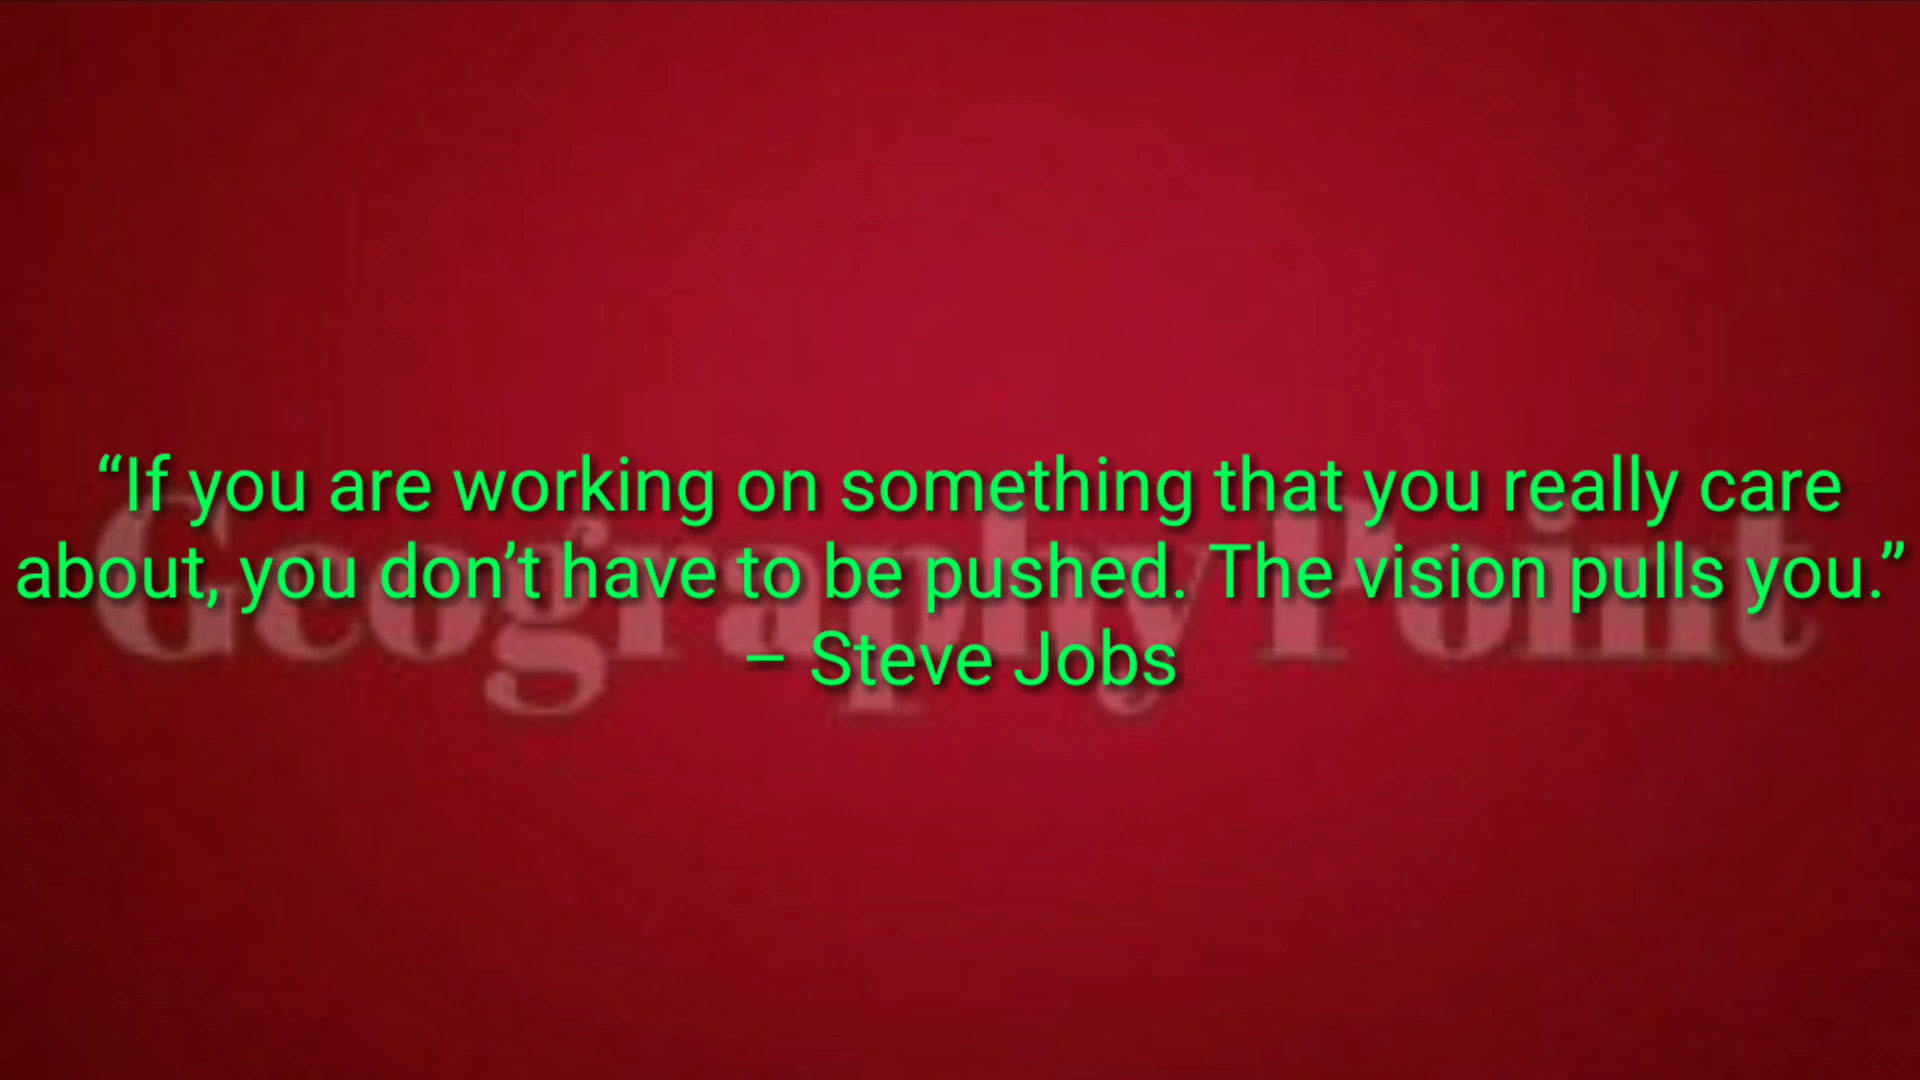 “If you are working on something that you really care
about, you don’t have to be pushed. The vision pulls you.”
– Steve Jobs
Geography Point